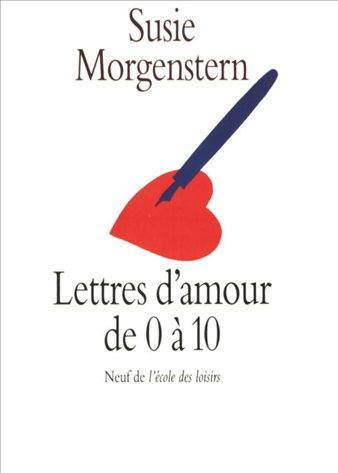 Susie
Morgenstern
Lettres d'amour
de 0 à 10
Neuf de l'école des loisirs